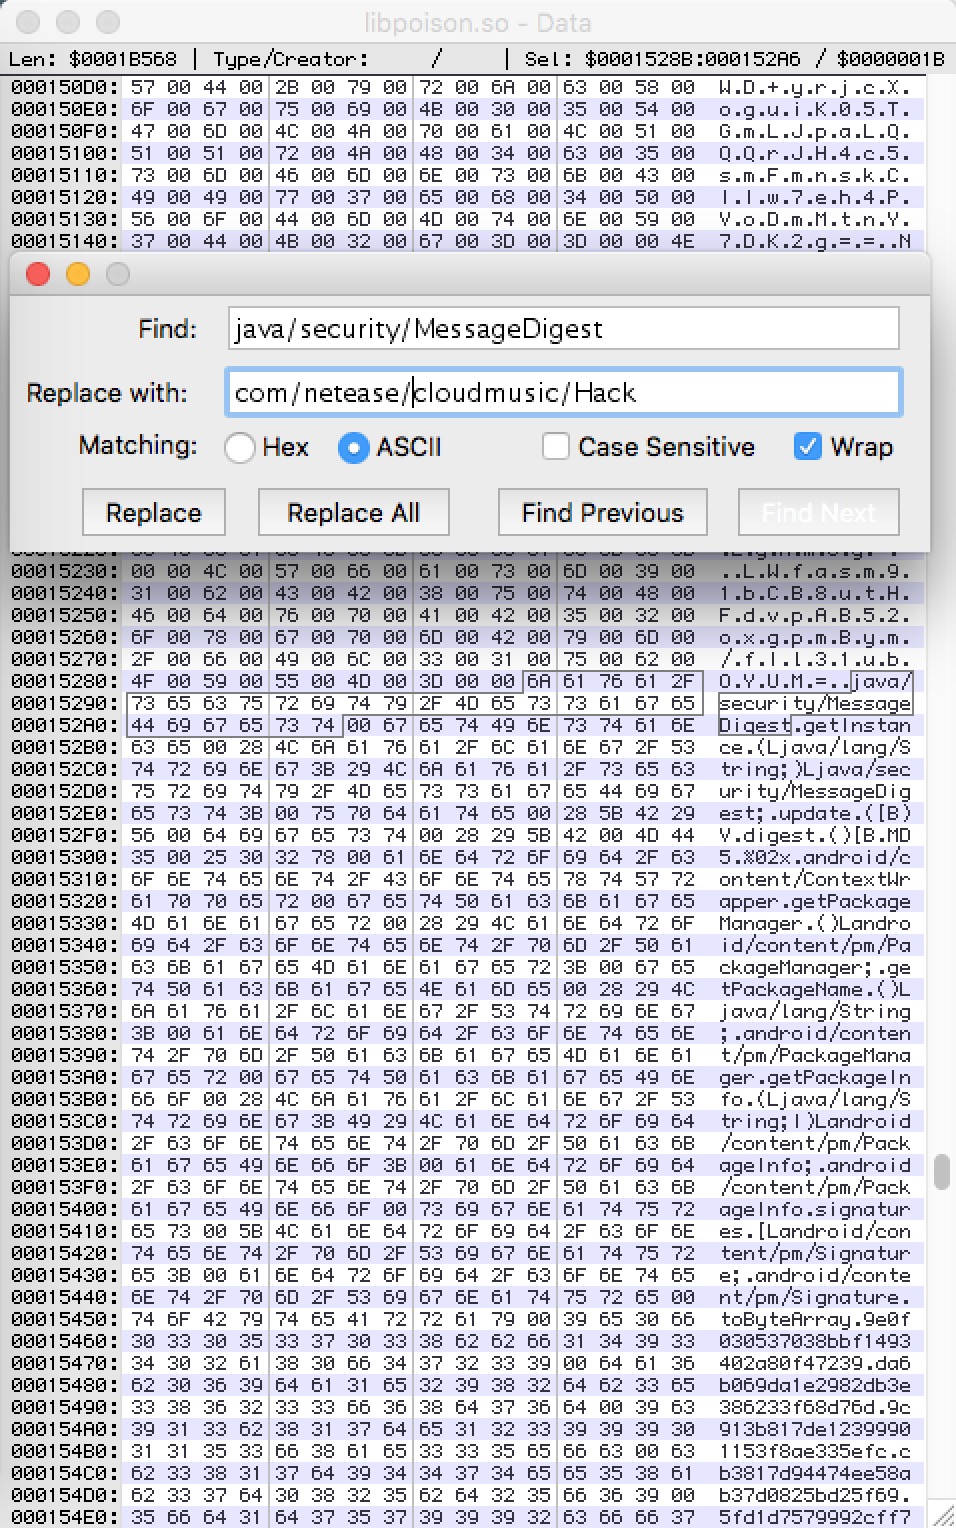 libpoison.so - Data
Len: $0001B568 | Type/Creator: / | Sel: $0001528B:000152A6 / $0000001B
000150D0: 57 00 44 00 2B 00 79 00 72 00 6A 00 63 00 58 00 W.D.+.y.r.j.c.X.
000150E0: 6F 00 67 00 75 00 69 00 4B 00 30 00 35 00 54 00 o.g.u.i.K.0.5.T.
000150F0: 47 00 6D 00 4C 00 4A 00 70 00 61 00 4C 00 51 00 G.m.L.J.p.a.L.Q.
00015100: 51 00 51 00 72 00 4A 00 48 00 34 00 63 00 35 00 Q.Q.r.J.H.4.c.5.
00015110: 73 00 6D 00 46 00 6D 00 6E 00 73 00 6B 00 43 00 s.m.F.m.n.s.k.C.
00015120: 49 00 49 00 77 00 37 00 65 00 68 00 34 00 50 00 I.I.w.7.e.h.4.P.
00015130: 56 00 6F 00 44 00 6D 00 4D 00 74 00 6E 00 59 00 V.o.D.m.M.t.n.Y.
00015140: 37 00 44 00 4B 00 32 00 67 00 3D 00 3D 00 00 4E 7.D.K.2.g.=.=..N
Find: java/security/MessageDigest
Replace with: com/netease/cloudmusic/Hack
Matching: Hex ASCII Case Sensitive Wrap
Replace Replace All Find Previous Find Next
00015230: 00 00 4C 00 57 00 66 00 61 00 73 00 6D 00 39 00 ..L.W.f.a.s.m.9.
00015240: 31 00 62 00 43 00 42 00 38 00 75 00 74 00 48 00 1.b.C.B.8.u.t.H.
00015250: 46 00 64 00 76 00 70 00 41 00 42 00 35 00 32 00 F.d.v.p.A.B.5.2.
00015260: 6F 00 78 00 67 00 70 00 6D 00 42 00 79 00 6D 00 o.x.g.p.m.B.y.m.
00015270: 2F 00 66 00 49 00 6C 00 33 00 31 00 75 00 62 00 /.f.I.l.3.1.u.b.
00015280: 4F 00 59 00 55 00 4D 00 3D 00 00 6A 61 76 61 2F O.Y.U.M.=..java/
00015290: 73 65 63 75 72 69 74 79 2F 4D 65 73 73 61 67 65 security/Message
000152A0: 44 69 67 65 73 74 00 67 65 74 49 6E 73 74 61 6E Digest.getInstan
000152B0: 63 65 00 28 4C 6A 61 76 61 2F 6C 61 6E 67 2F 53 ce.(Ljava/lang/S
000152C0: 74 72 69 6E 67 3B 29 4C 6A 61 76 61 2F 73 65 63 tring;)Ljava/sec
000152D0: 75 72 69 74 79 2F 4D 65 73 73 61 67 65 44 69 67 urity/MessageDig
000152E0: 65 73 74 3B 00 75 70 64 61 74 65 00 28 5B 42 29 est;.update.([B)
000152F0: 56 00 64 69 67 65 73 74 00 28 29 5B 42 00 4D 44 V.digest.()[B.MD
00015300: 35 00 25 30 32 78 00 61 6E 64 72 6F 69 64 2F 63 5.%02x.android/c
00015310: 6F 6E 74 65 6E 74 2F 43 6F 6E 74 65 78 74 57 72 ontent/ContextWr
00015320: 61 70 70 65 72 00 67 65 74 50 61 63 6B 61 67 65 apper.getPackage
00015330: 4D 61 6E 61 67 65 72 00 28 29 4C 61 6E 64 72 6F Manager.()Landro
00015340: 69 64 2F 63 6F 6E 74 65 6E 74 2F 70 6D 2F 50 61 id/content/pm/Pa
00015350: 63 6B 61 67 65 4D 61 6E 61 67 65 72 3B 00 67 65 ckageManager;.ge
00015360: 74 50 61 63 6B 61 67 65 4E 61 6D 65 00 28 29 4C tPackageName.()L
00015370: 6A 61 76 61 2F 6C 61 6E 67 2F 53 74 72 69 6E 67 java/lang/String
00015380: 3B 00 61 6E 64 72 6F 69 64 2F 63 6F 6E 74 65 6E ;.android/conten
00015390: 74 2F 70 6D 2F 50 61 63 6B 61 67 65 4D 61 6E 61 t/pm/PackageMana
000153A0: 67 65 72 00 67 65 74 50 61 63 6B 61 67 65 49 6E ger.getPackageIn
000153B0: 66 6F 00 28 4C 6A 61 76 61 2F 6C 61 6E 67 2F 53 fo.(Ljava/lang/S
000153C0: 74 72 69 6E 67 3B 49 29 4C 61 6E 64 72 6F 69 64 tring;I)Landroid
000153D0: 2F 63 6F 6E 74 65 6E 74 2F 70 6D 2F 50 61 63 6B /content/pm/Pack
000153E0: 61 67 65 49 6E 66 6F 3B 00 61 6E 64 72 6F 69 64 ageInfo;.android
000153F0: 2F 63 6F 6E 74 65 6E 74 2F 70 6D 2F 50 61 63 6B /content/pm/Pack
00015400: 61 67 65 49 6E 66 6F 00 73 69 67 6E 61 74 75 72 ageInfo.signatur
00015410: 65 73 00 5B 4C 61 6E 64 72 6F 69 64 2F 63 6F 6E es.[Landroid/con
00015420: 74 65 6E 74 2F 70 6D 2F 53 69 67 6E 61 74 75 72 tent/pm/Signatur
00015430: 65 3B 00 61 6E 64 72 6F 69 64 2F 63 6F 6E 74 65 e;.android/conte
00015440: 6E 74 2F 70 6D 2F 53 69 67 6E 61 74 75 72 65 00 nt/pm/Signature.
00015450: 74 6F 42 79 74 65 41 72 72 61 79 00 39 65 30 66 toByteArray.9e0f
00015460: 30 33 30 35 33 37 30 33 38 62 62 66 31 34 39 33 030537038bbf1493
00015470: 34 30 32 61 38 30 66 34 37 32 33 39 00 64 61 36 402a80f47239.da6
00015480: 62 30 36 39 64 61 31 65 32 39 38 32 64 62 33 65 b069da1e2982db3e
00015490: 33 38 36 32 33 33 66 36 38 64 37 36 64 00 39 63 386233f68d76d.9c
000154A0: 39 31 33 62 38 31 37 64 65 31 32 33 39 39 39 30 913b817de1239990
000154B0: 31 31 35 33 66 38 61 65 33 33 35 65 66 63 00 63 1153f8ae335efc.c
000154C0: 62 33 38 31 37 64 39 34 34 37 34 65 65 35 38 61 b3817d94474ee58a
000154D0: 62 33 37 64 30 38 32 35 62 64 32 35 66 36 39 00 b37d0825bd25f69.
000154E0: 35 66 64 31 64 37 35 37 39 39 39 32 63 66 66 37 5fd1d7579992cff7